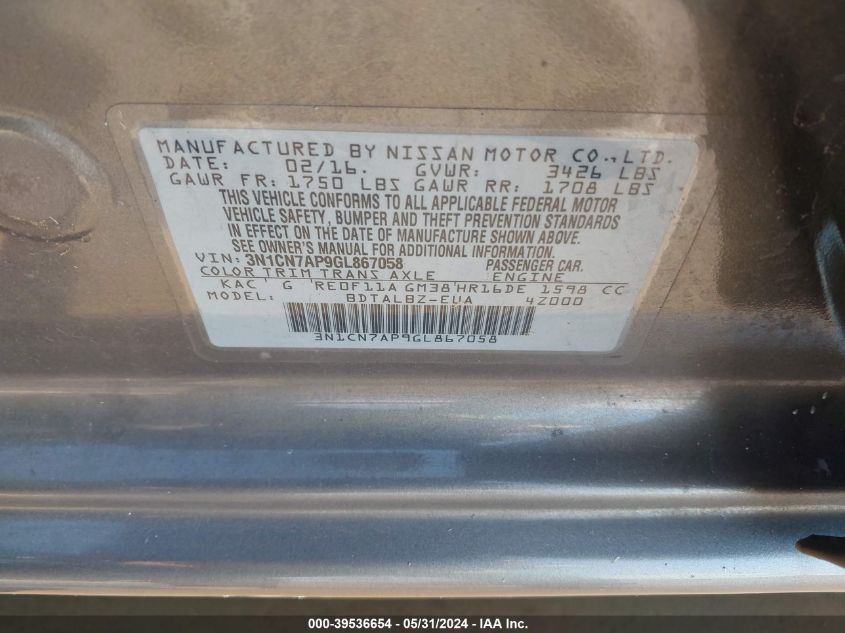 MANUFACTURED BY NISSAN MOTOR CO.,LTD.
DATE: 02/16. GVWR: 3426 LBS
GAWR FR: 1750 LBS GAWR RR: 1708 LBS
THIS VEHICLE CONFORMS TO ALL APPLICABLE FEDERAL MOTOR
VEHICLE SAFETY, BUMPER AND THEFT PREVENTION STANDARDS
IN EFFECT ON THE DATE OF MANUFACTURE SHOWN ABOVE.
SEE OWNER'S MANUAL FOR ADDITIONAL INFORMATION.
VIN: 3N1CN7AP9GL867058 PASSENGER CAR.
COLOR TRIM TRANS AXLE ENGINE
KAC G RE0F11A GM38 HR16DE 1598 CC
MODEL: BDTALBZ-EUA 4Z000
3N1CN7AP9GL867058
000-39536654 - 05/31/2024 - IAA Inc.